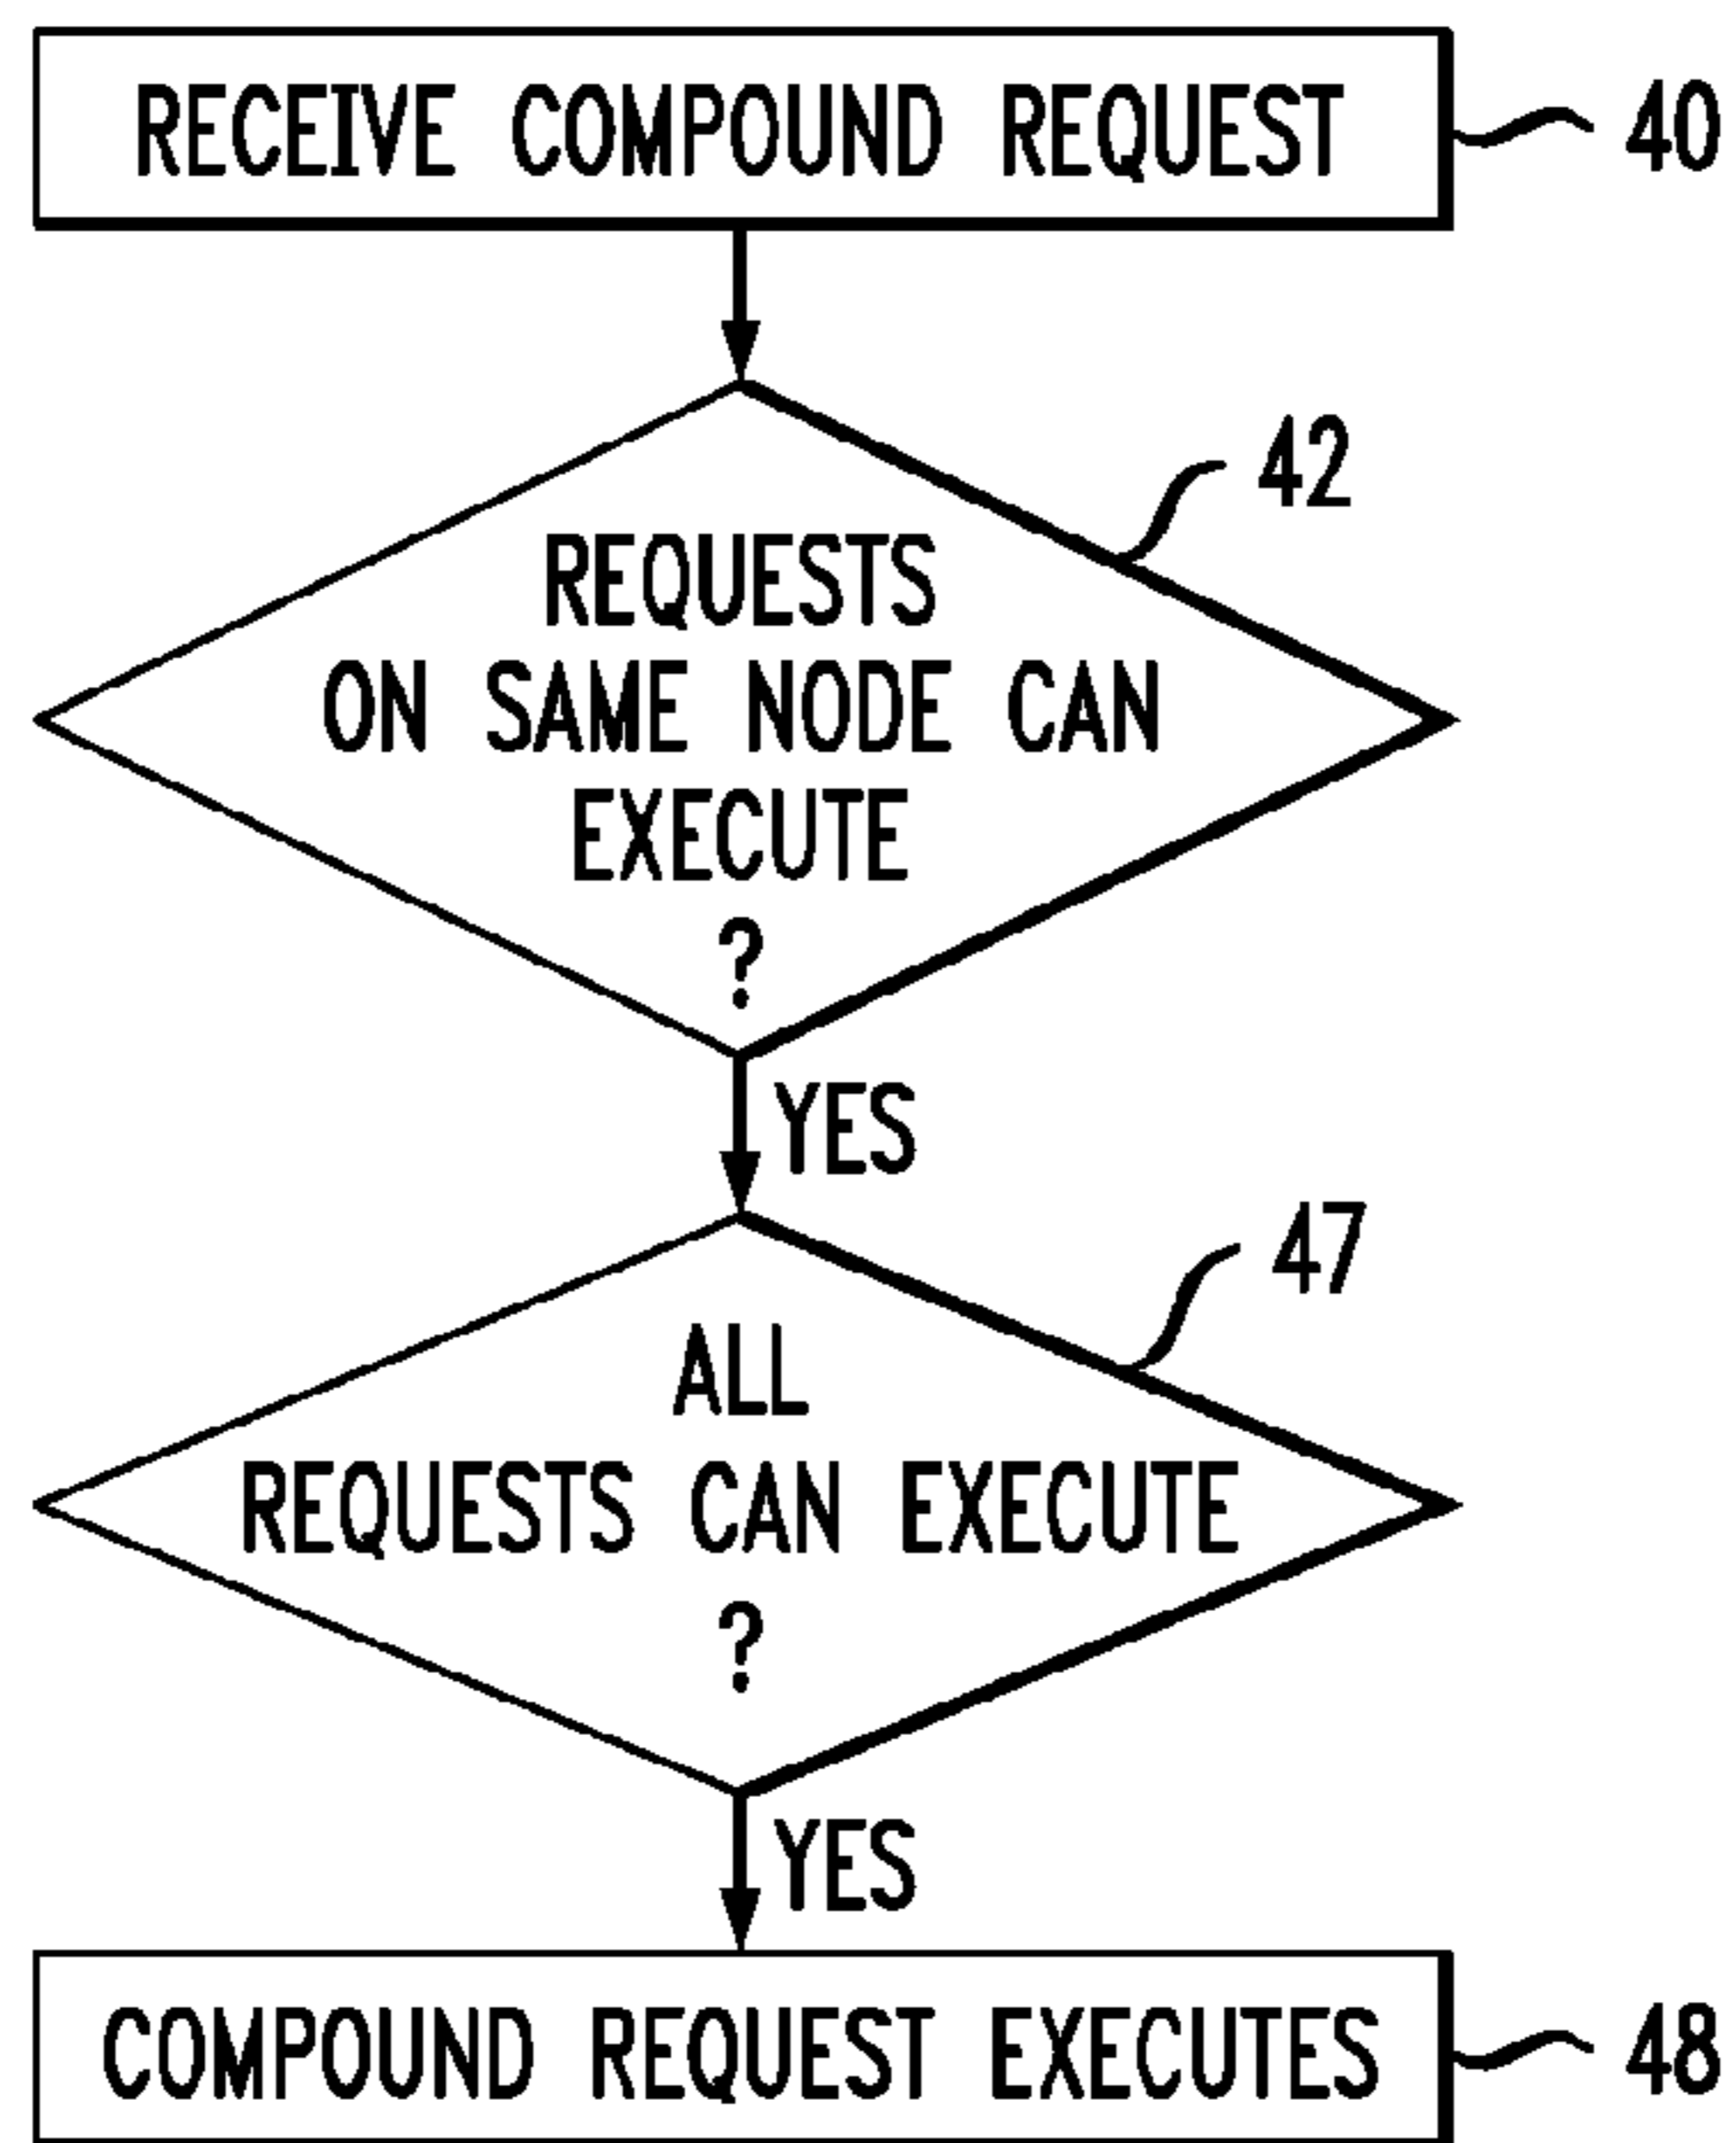 RECEIVE COMPOUND REQUEST
40
42
REQUESTS
ON SAME NODE CAN
EXECUTE
?
YES
47
ALL
REQUESTS CAN EXECUTE
?
YES
COMPOUND REQUEST EXECUTES
48